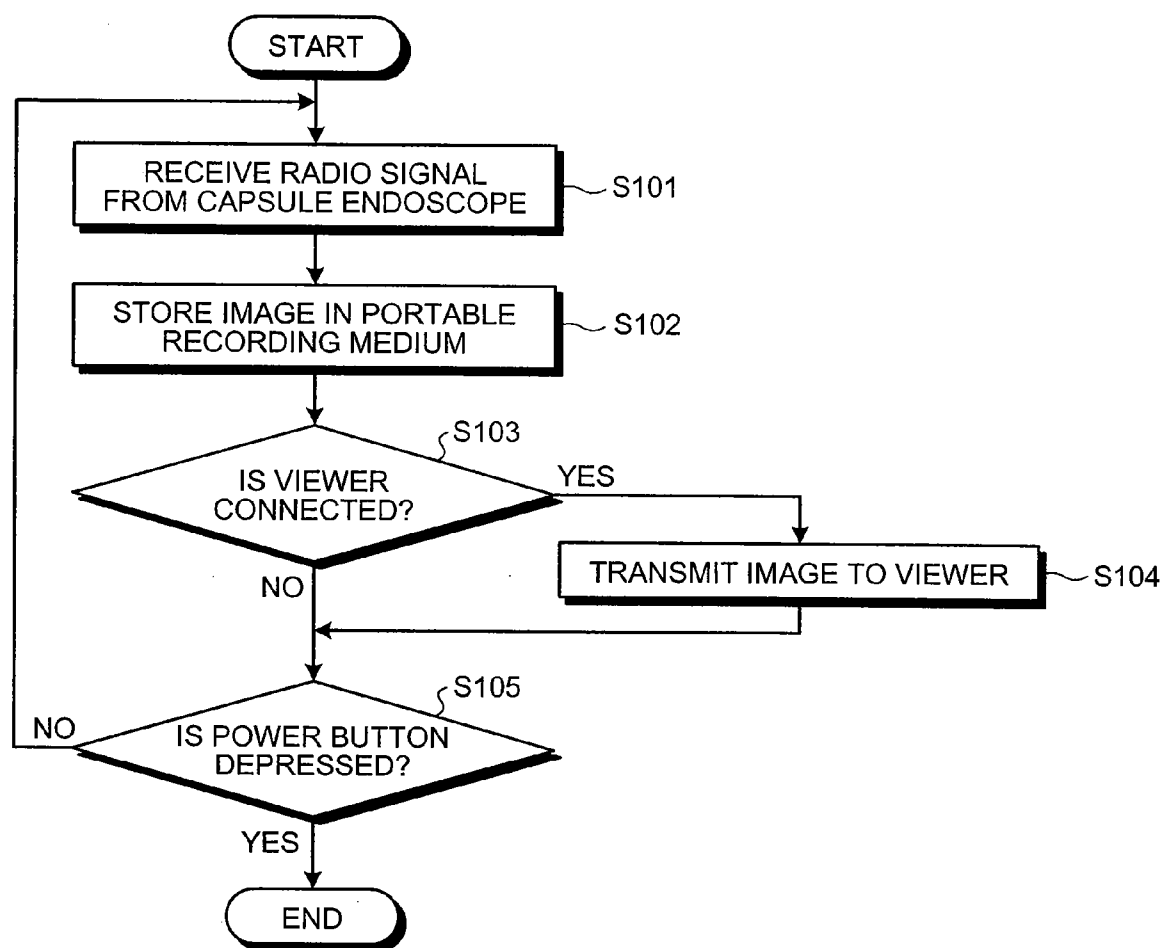 START
RECEIVE RADIO SIGNAL
FROM CAPSULE ENDOSCOPE
S101
STORE IMAGE IN PORTABLE
RECORDING MEDIUM
S102
S103
IS VIEWER
CONNECTED?
YES
NO
TRANSMIT IMAGE TO VIEWER
S104
S105
NO
IS POWER BUTTON
DEPRESSED?
YES
END